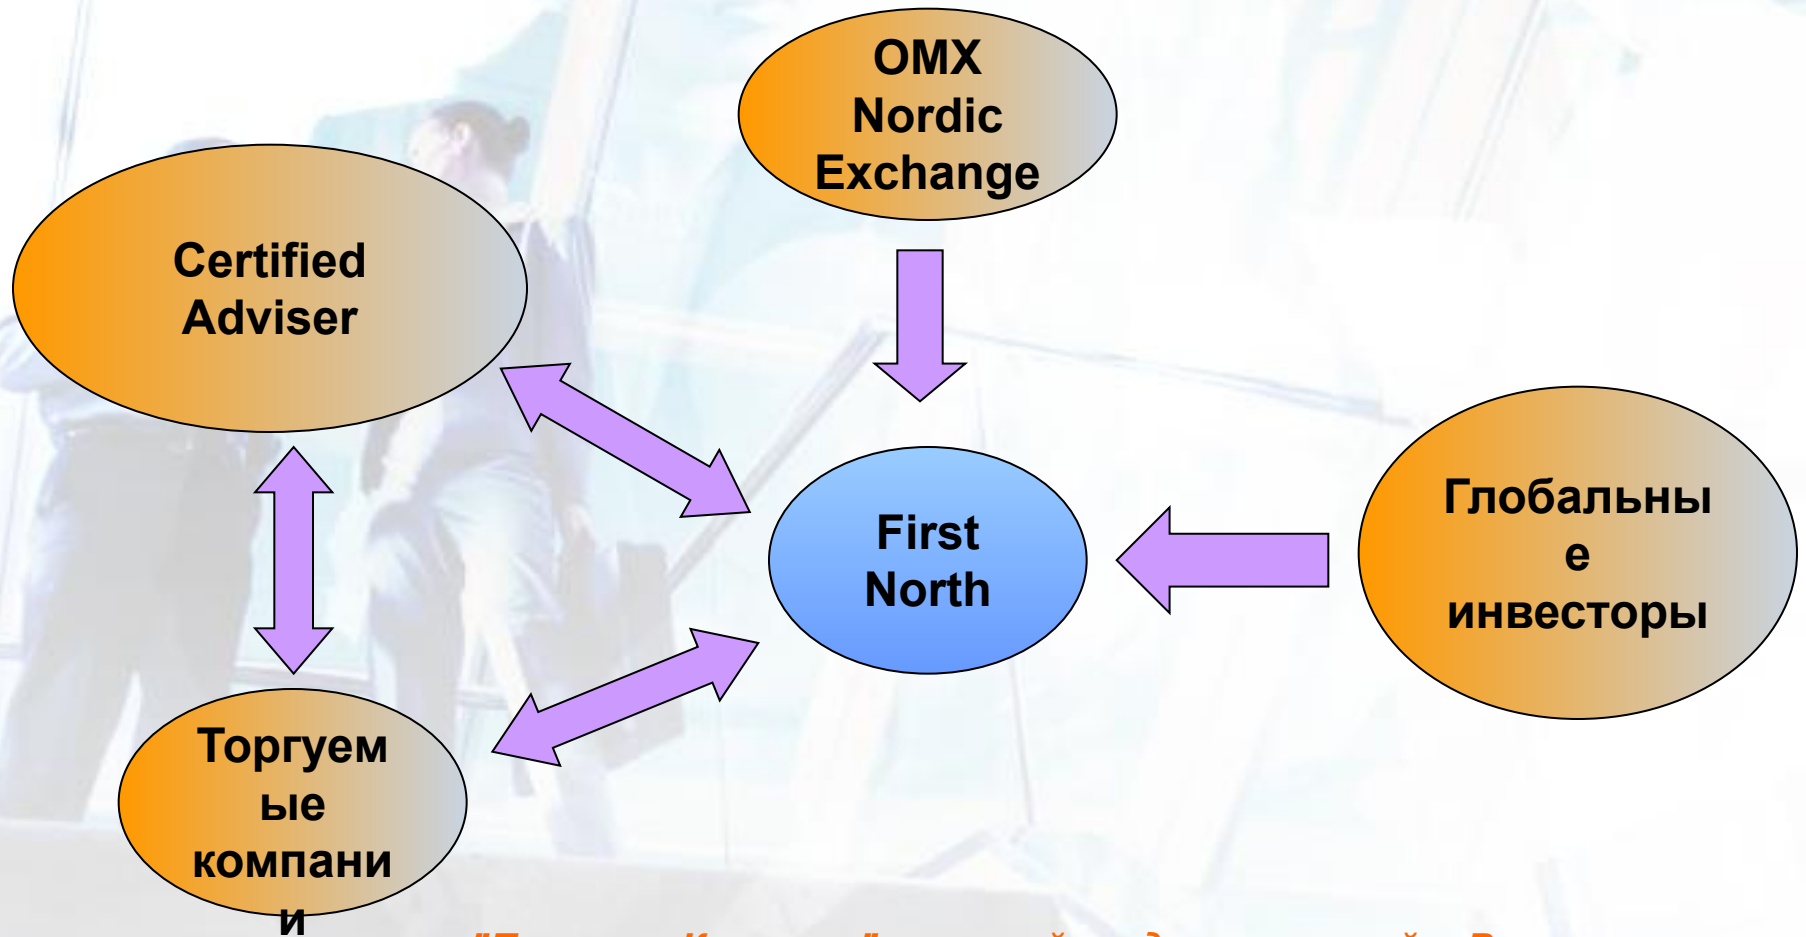 OMX
Nordic
Exchange
Certified
Adviser
First
North
Глобальны
е
инвесторы
Торгуем
ые
компани
и